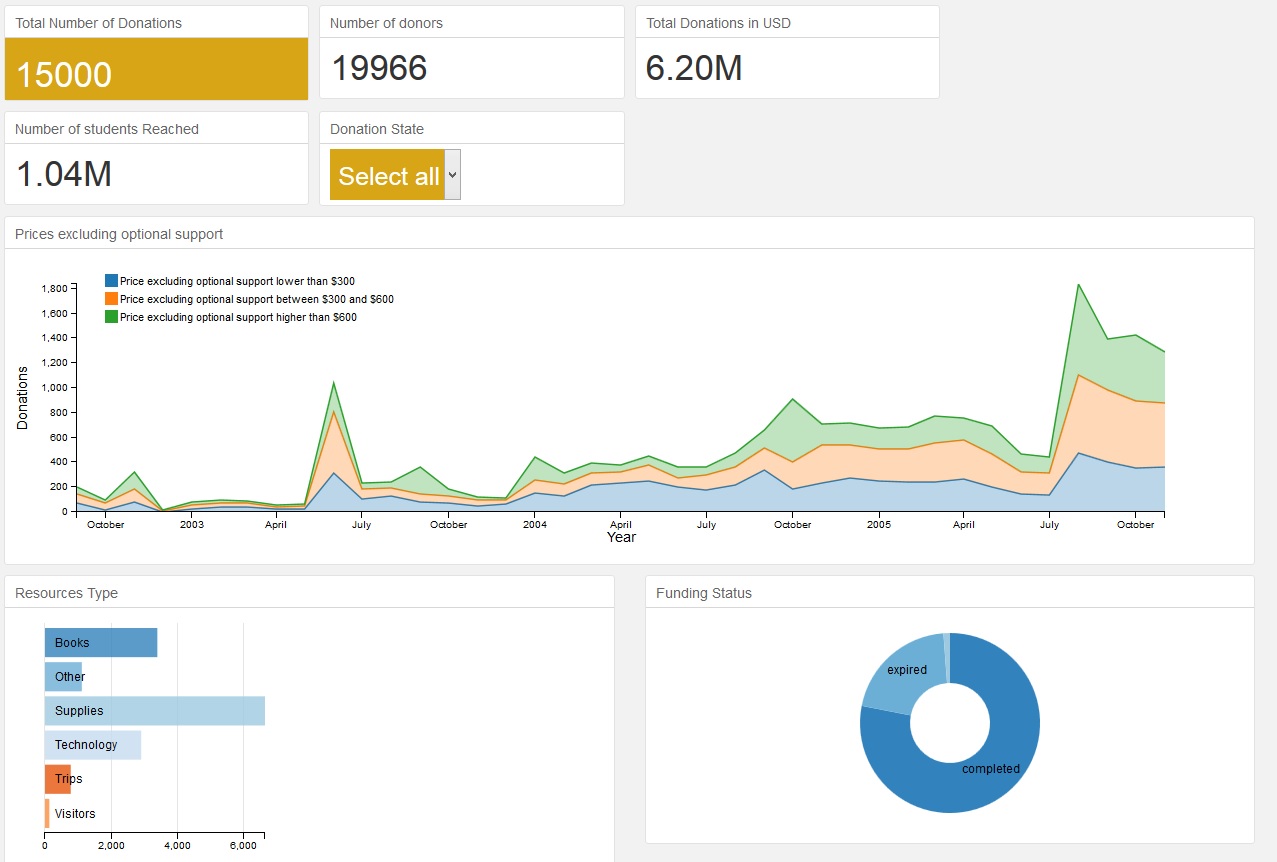 Total Number of Donations
15000
Number of donors
19966
Total Donations in USD
6.20M
Number of students Reached
1.04M
Donation State
Select all
Prices excluding optional support
Price excluding optional support lower than $300
Price excluding optional support between $300 and $600
Price excluding optional support higher than $600
Donations
1,800
1,600
1,400
1,200
1,000
800
600
400
200
0
October 2003 April July October 2004 April July October 2005 April July October
Year
Resources Type
Books
Other
Supplies
Technology
Trips
Visitors
0 2,000 4,000 6,000
Funding Status
expired
completed